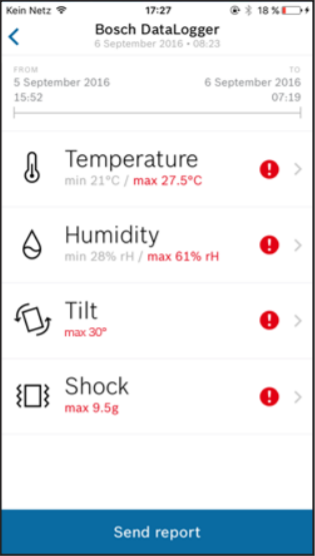 Kein Netz 17:27 18 %
Bosch DataLogger
6 September 2016 • 08:23
FROM TO
5 September 2016 6 September 2016
15:52 07:19
Temperature
min 21°C / max 27.5°C
Humidity
min 28% rH / max 61% rH
Tilt
max 30°
Shock
max 9.5g
Send report